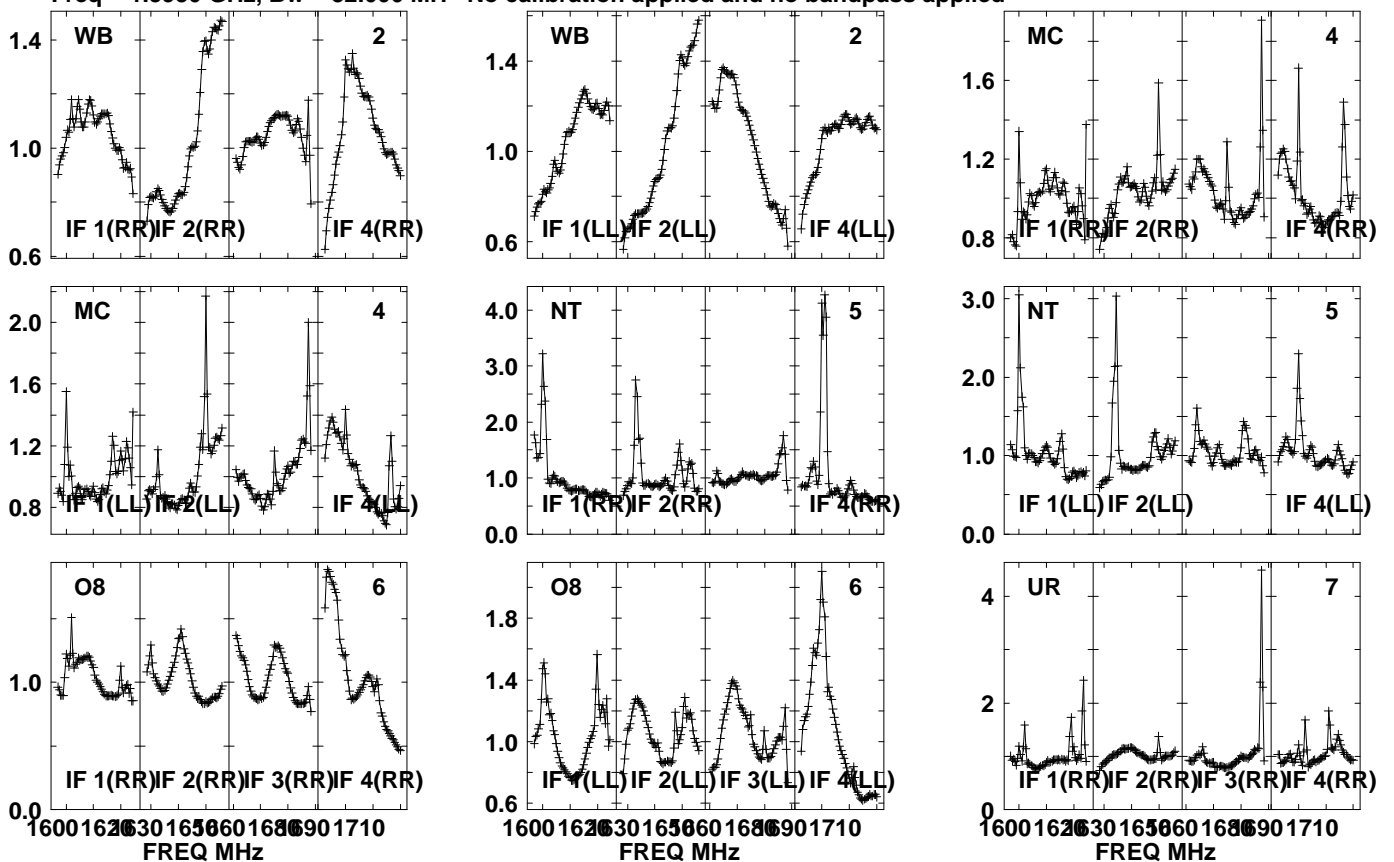 WB 2 WB 2 MC 4
1.4 1.4 1.6
1.2
1.0 1.0 1.2
0.6 0.6 0.8
IF 1(RR) IF 2(RR) IF 4(RR) IF 1(LL) IF 2(LL) IF 4(LL) IF 1(RR) IF 2(RR) IF 4(RR)
MC 4 NT 5 NT 5
2.0 4.0 3.0
1.6 3.0 2.0
1.2 2.0
1.0 1.0
0.8 0.0 0.0
IF 1(LL) IF 2(LL) IF 4(LL) IF 1(RR) IF 2(RR) IF 4(RR) IF 1(LL) IF 2(LL) IF 4(LL)
O8 6 O8 6 UR 7
1.8 4
1.4
1.0 1.0 2
0.0 0.6 0
IF 1(RR) IF 2(RR) IF 3(RR) IF 4(RR) IF 1(LL) IF 2(LL) IF 3(LL) IF 4(LL) IF 1(RR) IF 2(RR) IF 3(RR) IF 4(RR)
1600 1710 1600 1710 1600 1710
FREQ MHz FREQ MHz FREQ MHz